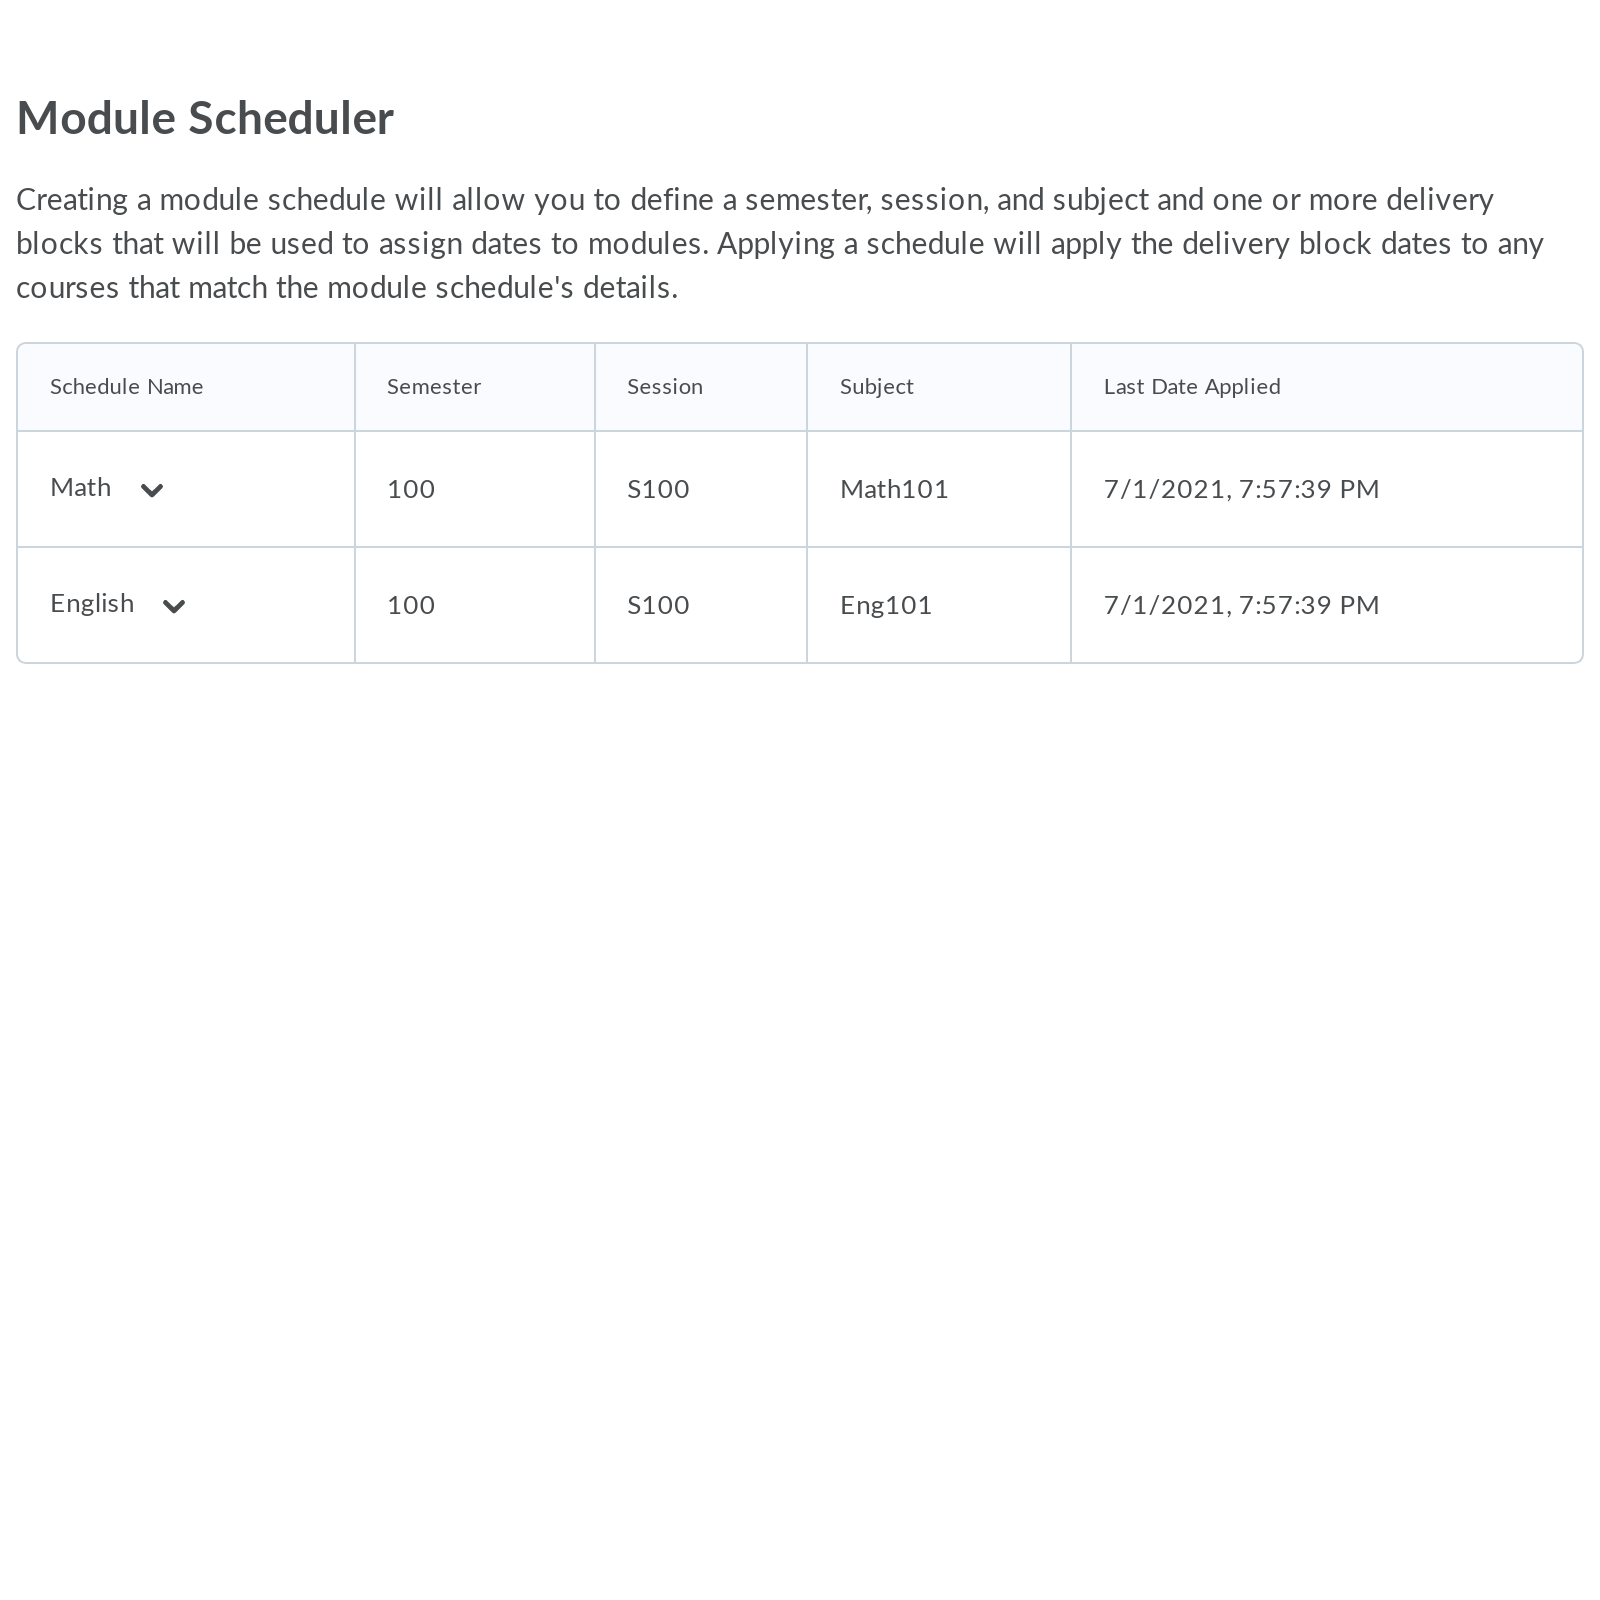 Module Scheduler
Creating a module schedule will allow you to define a semester, session, and subject and one or more delivery
blocks that will be used to assign dates to modules. Applying a schedule will apply the delivery block dates to any
courses that match the module schedule's details.
Schedule Name Semester Session Subject Last Date Applied
Math 100 S100 Math101 7/1/2021, 7:57:39 PM
English 100 S100 Eng101 7/1/2021, 7:57:39 PM